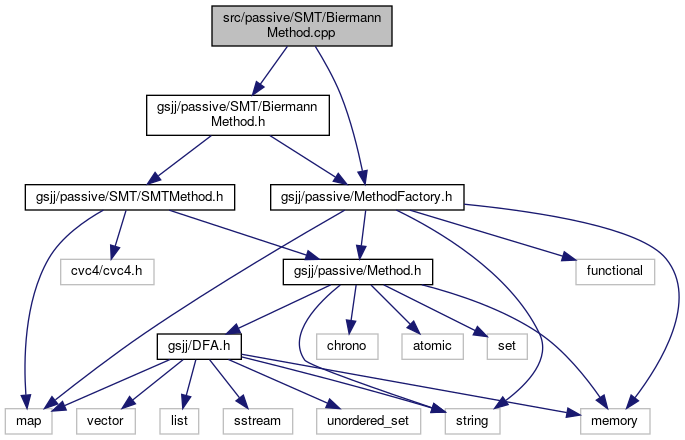 src/passive/SMT/Biermann
Method.cpp
gsjj/passive/SMT/Biermann
Method.h
gsjj/passive/SMT/SMTMethod.h
gsjj/passive/MethodFactory.h
cvc4/cvc4.h
gsjj/passive/Method.h
functional
gsjj/DFA.h
chrono
atomic
set
map
vector
list
sstream
unordered_set
string
memory